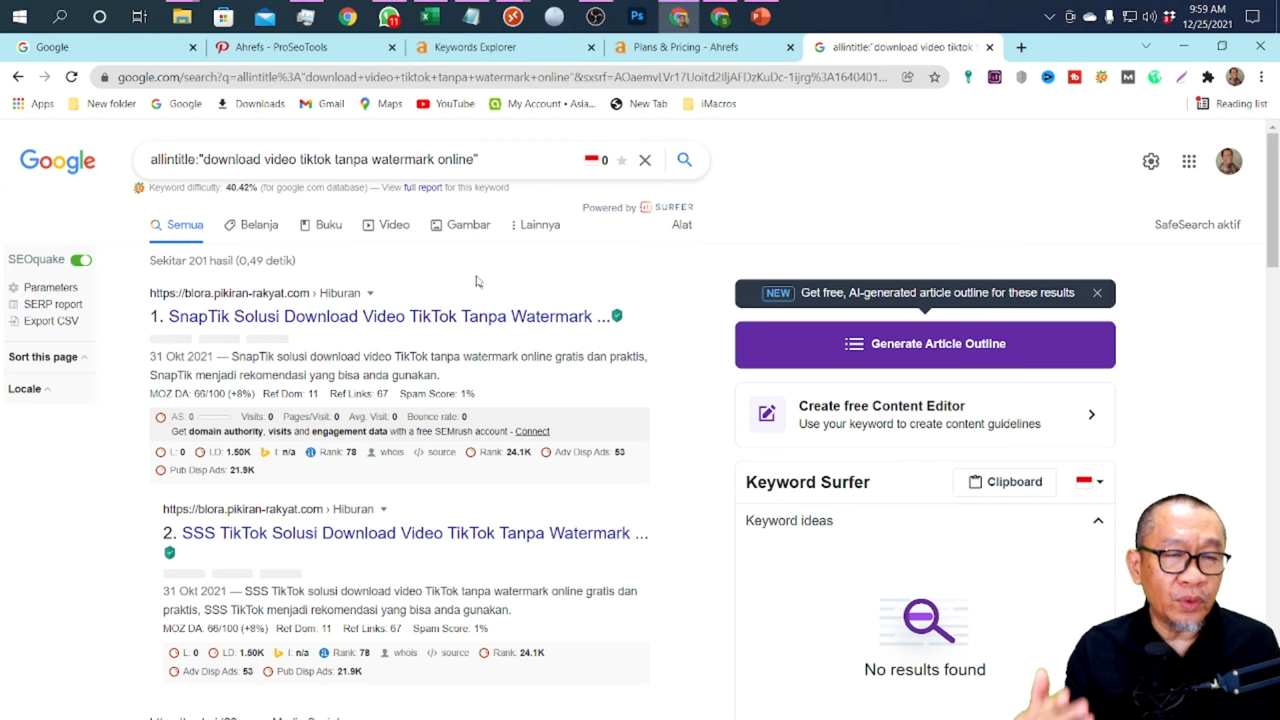 11
Ps
9:59 AM
12/25/2021
Google
Ahrefs - ProSeoTools
Keywords Explorer
Plans & Pricing - Ahrefs
allintitle:"download video tiktok
google.com/search?q=allintitle%3A"download+video+tiktok+tanpa+watermark+online"
Apps
New folder
Google
Downloads
Gmail
Maps
YouTube
My Account • Asia...
New Tab
iMacros
Reading list
Google
allintitle:"download video tiktok tanpa watermark online"
0
Keyword difficulty: 40.42% (for google.com database) — View full report for this keyword
Powered by SURFER
Semua
Belanja
Buku
Video
Gambar
Lainnya
Alat
SafeSearch aktif
SEOquake
Parameters
SERP report
Export CSV
Sort this page
Locale
Sekitar 201 hasil (0,49 detik)
https://blora.pikiran-rakyat.com › Hiburan
1. SnapTik Solusi Download Video TikTok Tanpa Watermark ...
31 Okt 2021 — SnapTik solusi download video TikTok tanpa watermark online gratis dan praktis,
SnapTik menjadi rekomendasi yang bisa anda gunakan.
MOZ DA: 66/100 (+8%) Ref Dom: 11 Ref Links: 67 Spam Score: 1%
AS: 0 Visits: 0 Pages/Visit: 0 Avg. Visit: 0 Bounce rate: 0
Get domain authority, visits and engagement data with a free SEMrush account - Connect
L: 0 LD: 1.50K I: n/a Rank: 78 whois source Rank: 24.1K Adv Disp Ads: 53
Pub Disp Ads: 21.9K
https://blora.pikiran-rakyat.com › Hiburan
2. SSS TikTok Solusi Download Video TikTok Tanpa Watermark ...
31 Okt 2021 — SSS TikTok solusi download video TikTok tanpa watermark online gratis dan
praktis, SSS TikTok menjadi rekomendasi yang bisa anda gunakan.
MOZ DA: 66/100 (+8%) Ref Dom: 11 Ref Links: 67 Spam Score: 1%
L: 0 LD: 1.50K I: n/a Rank: 78 whois source Rank: 24.1K
Adv Disp Ads: 53 Pub Disp Ads: 21.9K
NEW Get free, AI-generated article outline for these results
Generate Article Outline
Create free Content Editor
Use your keyword to create content guidelines
Keyword Surfer
Clipboard
Keyword ideas
No results found